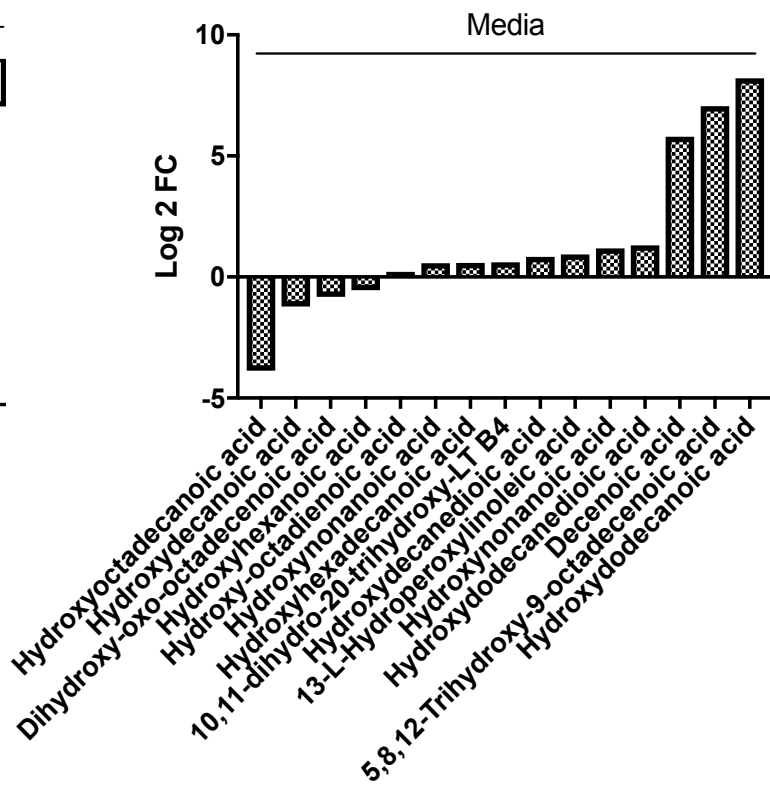 Media
10
5
0
-5
Log 2 FC
Hydroxyoctadecanoic acid
Hydroxydecanoic acid
Dihydroxy-oxo-octadecenoic acid
Hydroxyhexanoic acid
Hydroxy-octadienoic acid
Hydroxynonanoic acid
Hydroxyhexadecanoic acid
10,11-dihydro-20-trihydroxy-LT B4
Hydroxydecanedioic acid
13-L-Hydroperoxylinoleic acid
Hydroxynonanoic acid
Hydroxydodecanedioic acid
Decenoic acid
5,8,12-Trihydroxy-9-octadecenoic acid
Hydroxydodecanoic acid